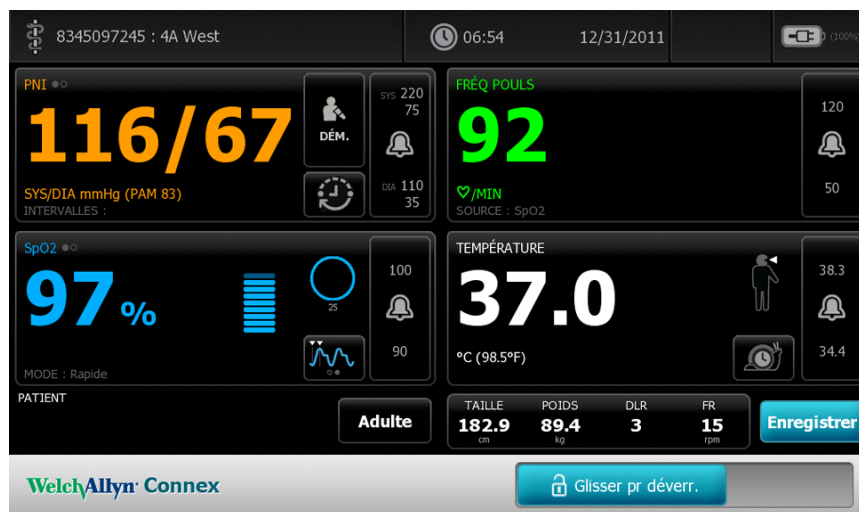 8345097245 : 4A West
06:54
12/31/2011
(100%)
PNI
116/67
SYS/DIA mmHg (PAM 83)
INTERVALLES :
DÉM.
SYS 220
75
DIA 110
35
FRÉQ POULS
92
/MIN
SOURCE : SpO2
120
50
SpO2
97 %
MODE : Rapide
25
100
90
TEMPÉRATURE
37.0
°C (98.5°F)
38.3
34.4
PATIENT
Adulte
TAILLE POIDS DLR FR
182.9 89.4 3 15
cm kg rpm
Enregistrer
WelchAllyn Connex
Glisser pr déverr.